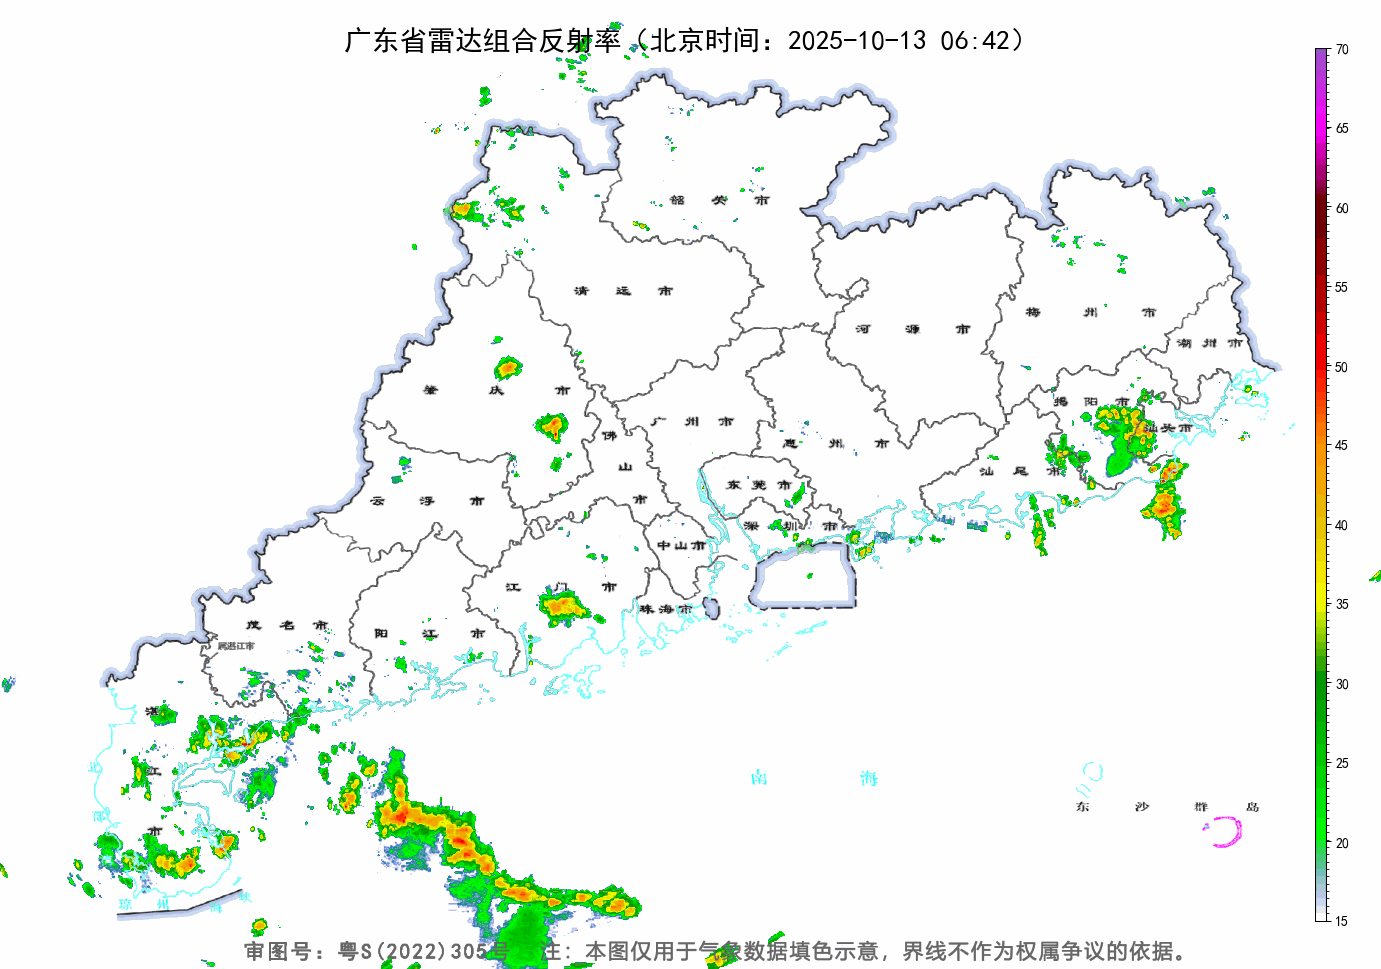 广东省雷达组合反射率（北京时间：2025-10-13 06:42）
70
65
60
55
50
45
40
35
30
25
20
15
韶关市
清远市
河源市
梅州市
潮州市
肇庆市
广州市
佛山市
惠州市
揭阳市
汕头市
汕尾市
云浮市
东莞市
深圳市
中山市
江门市
珠海市
茂名市
阳江市
属湛江市
湛江市
南海
东沙群岛
北部
琼州海峡
审图号：粤S(2022)305号 注：本图仅用于气象数据填色示意，界线不作为权属争议的依据。